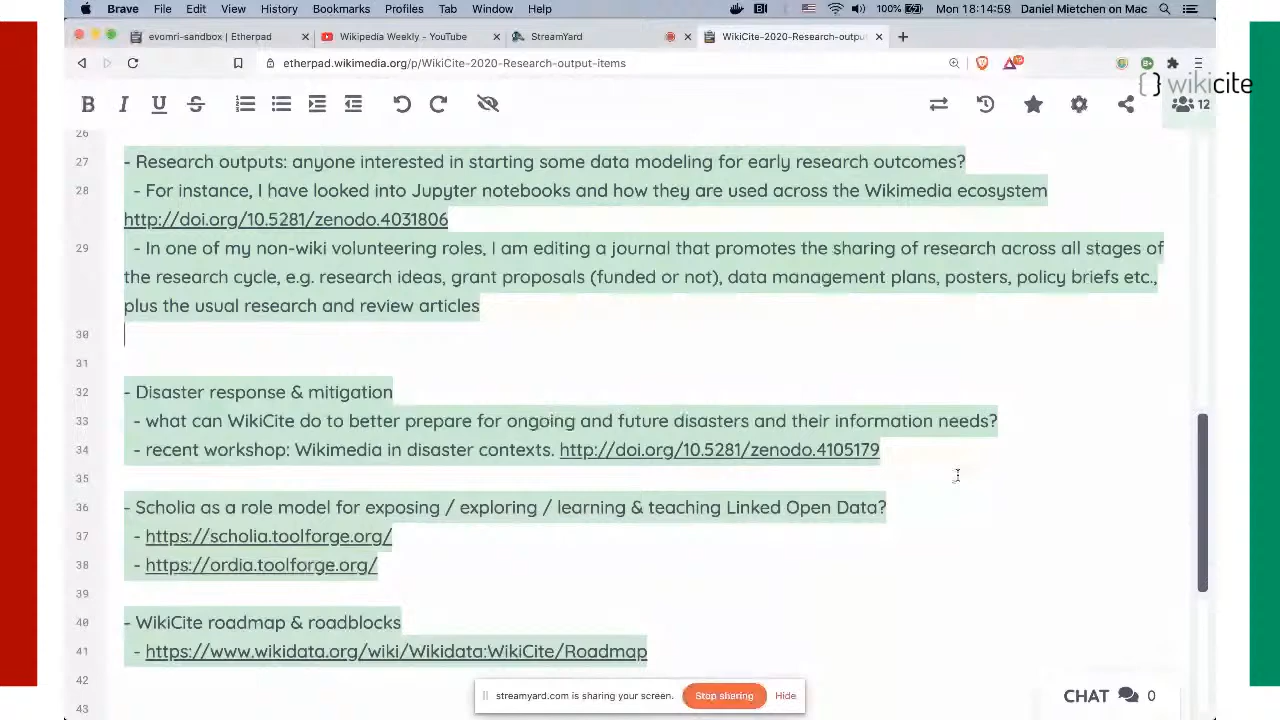 Brave File Edit View History Bookmarks Profiles Tab Window Help 100% Mon 18:14:59 Daniel Mietchen on Mac
evomri-sandbox | Etherpad Wikipedia Weekly - YouTube StreamYard WikiCite-2020-Research-outpu
etherpad.wikimedia.org/p/WikiCite-2020-Research-output-items
{ } wikicite
B I U S 12
26
27 - Research outputs: anyone interested in starting some data modeling for early research outcomes?
28 - For instance, I have looked into Jupyter notebooks and how they are used across the Wikimedia ecosystem
http://doi.org/10.5281/zenodo.4031806
29 - In one of my non-wiki volunteering roles, I am editing a journal that promotes the sharing of research across all stages of
the research cycle, e.g. research ideas, grant proposals (funded or not), data management plans, posters, policy briefs etc.,
plus the usual research and review articles
30
31
32 - Disaster response & mitigation
33 - what can WikiCite do to better prepare for ongoing and future disasters and their information needs?
34 - recent workshop: Wikimedia in disaster contexts. http://doi.org/10.5281/zenodo.4105179
35
36 - Scholia as a role model for exposing / exploring / learning & teaching Linked Open Data?
37 - https://scholia.toolforge.org/
38 - https://ordia.toolforge.org/
39
40 - WikiCite roadmap & roadblocks
41 - https://www.wikidata.org/wiki/Wikidata:WikiCite/Roadmap
42
43
streamyard.com is sharing your screen. Stop sharing Hide
CHAT 0